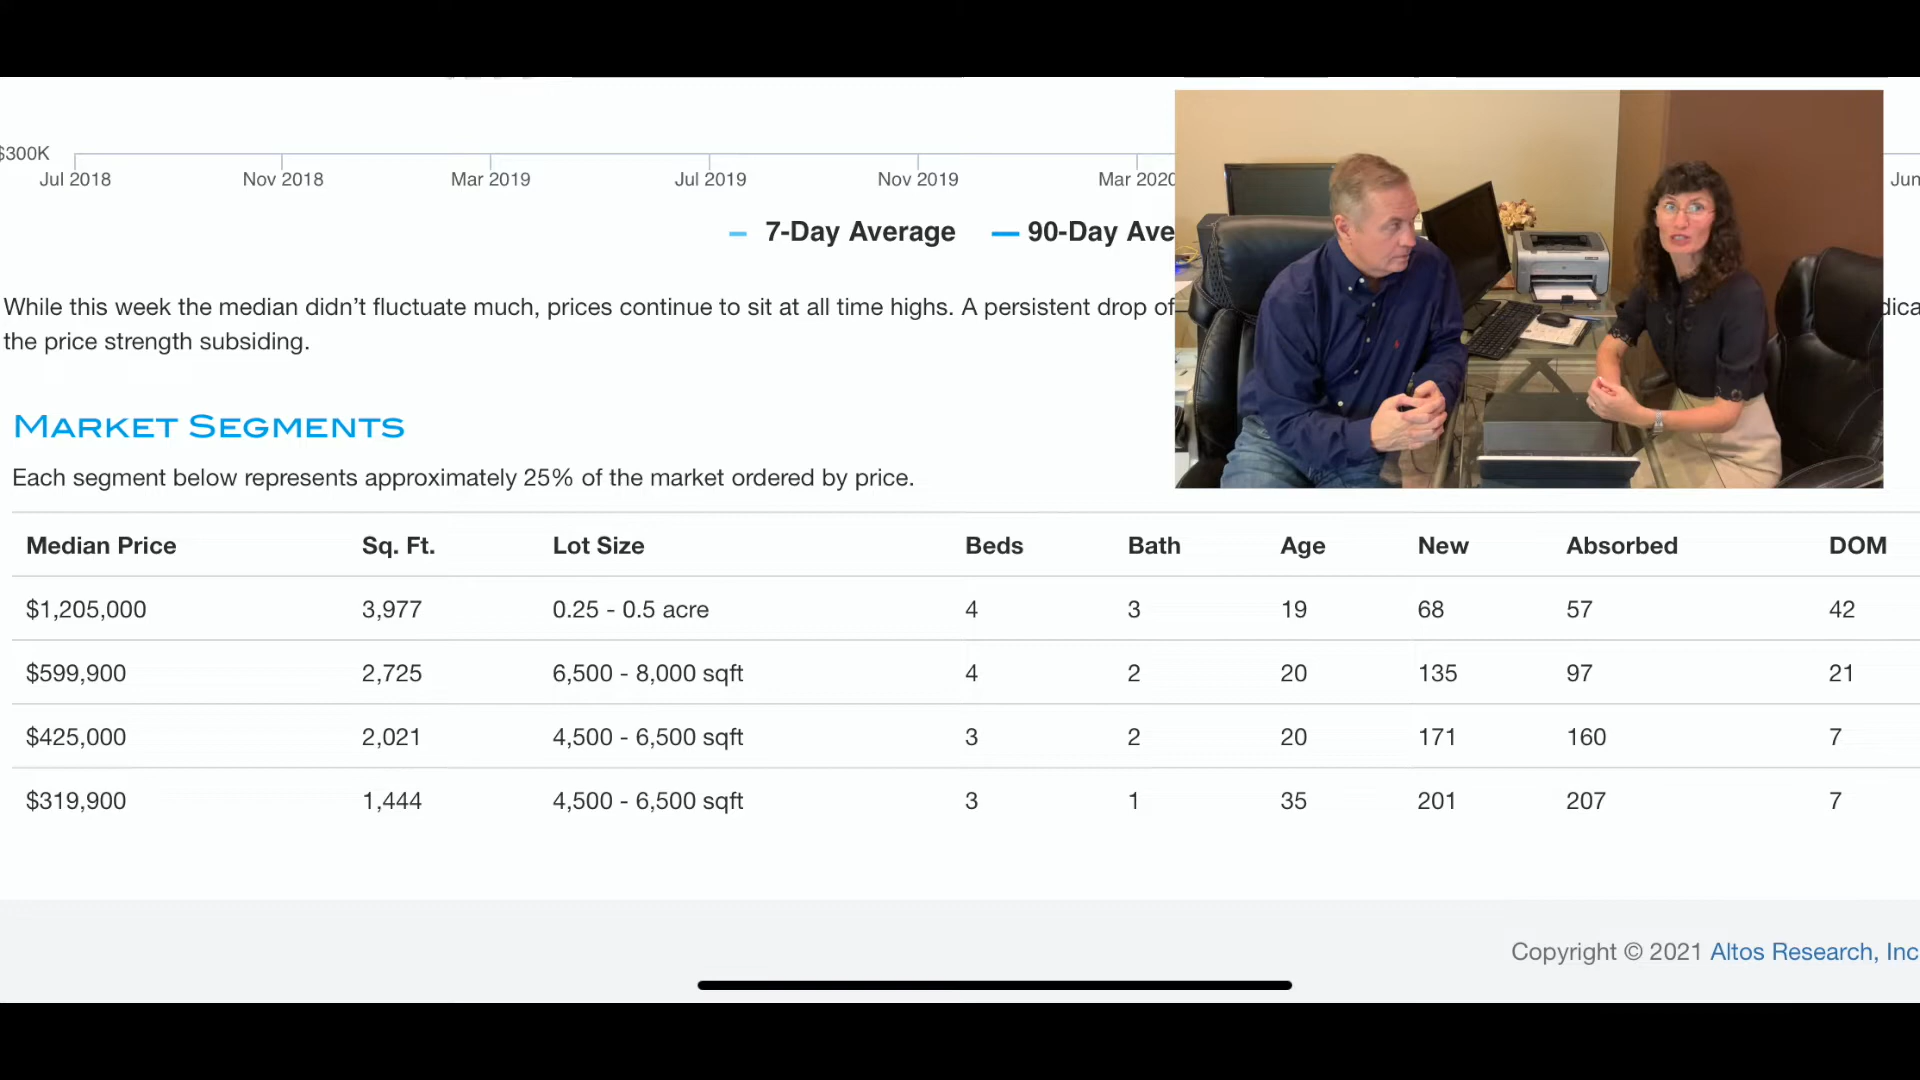 $300K
Jul 2018 Nov 2018 Mar 2019 Jul 2019 Nov 2019 Mar 2020 Jun
7-Day Average 90-Day Ave
While this week the median didn't fluctuate much, prices continue to sit at all time highs. A persistent drop of
the price strength subsiding.
MARKET SEGMENTS
Each segment below represents approximately 25% of the market ordered by price.
Median Price Sq. Ft. Lot Size Beds Bath Age New Absorbed DOM
$1,205,000 3,977 0.25 - 0.5 acre 4 3 19 68 57 42
$599,900 2,725 6,500 - 8,000 sqft 4 2 20 135 97 21
$425,000 2,021 4,500 - 6,500 sqft 3 2 20 171 160 7
$319,900 1,444 4,500 - 6,500 sqft 3 1 35 201 207 7
Copyright © 2021 Altos Research, Inc